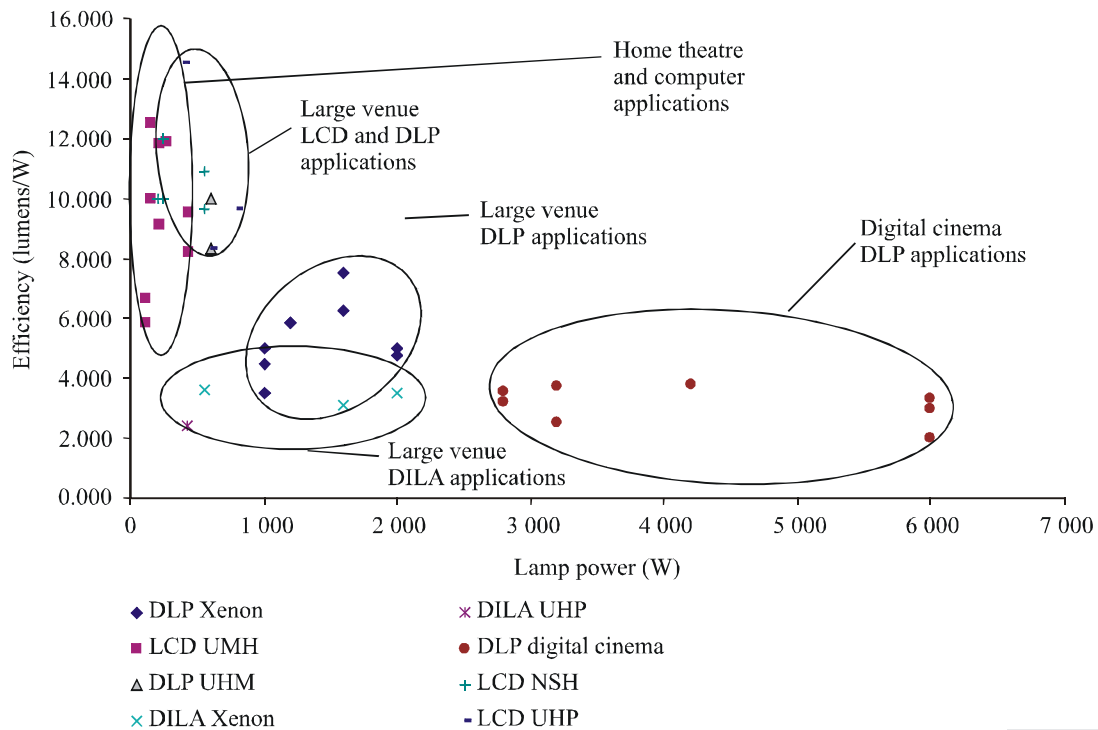 16.000
14.000
12.000
10.000
8.000
6.000
4.000
2.000
0.000
Efficiency (lumens/W)
0
1 000
2 000
3 000
4 000
5 000
6 000
7 000
Lamp power (W)
Home theatre
and computer
applications
Large venue
LCD and DLP
applications
Large venue
DLP applications
Digital cinema
DLP applications
Large venue
DILA applications
DLP Xenon
LCD UMH
DLP UHM
DILA Xenon
DILA UHP
DLP digital cinema
LCD NSH
LCD UHP